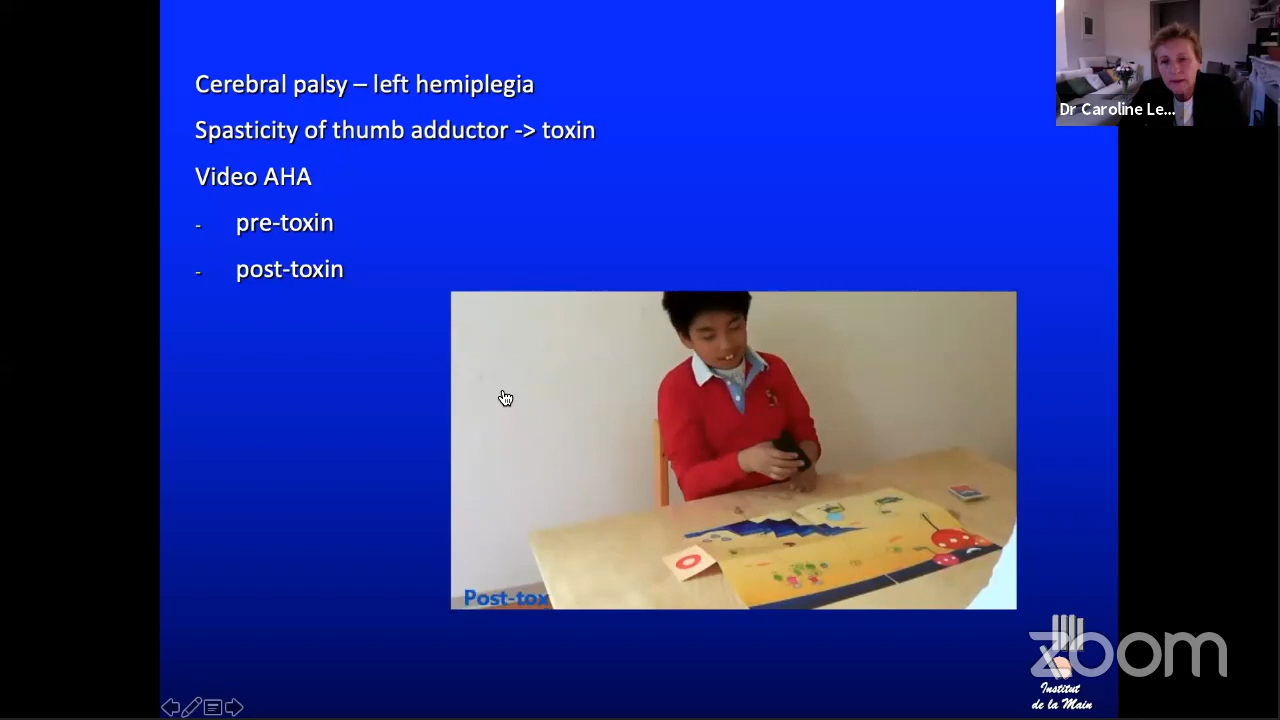 Cerebral palsy – left hemiplegia
Spasticity of thumb adductor -> toxin
Video AHA
- pre-toxin
- post-toxin
Dr Caroline Le...
Post-tox
zoom
Institut
de la Main